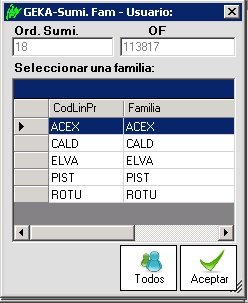 GEKA-Sumi. Fam - Usuario:
Ord. Sumi. OF
18 113817
Seleccionar una familia:
CodLinPr Familia
ACEX ACEX
CALD CALD
ELVA ELVA
PIST PIST
ROTU ROTU
Todos Aceptar